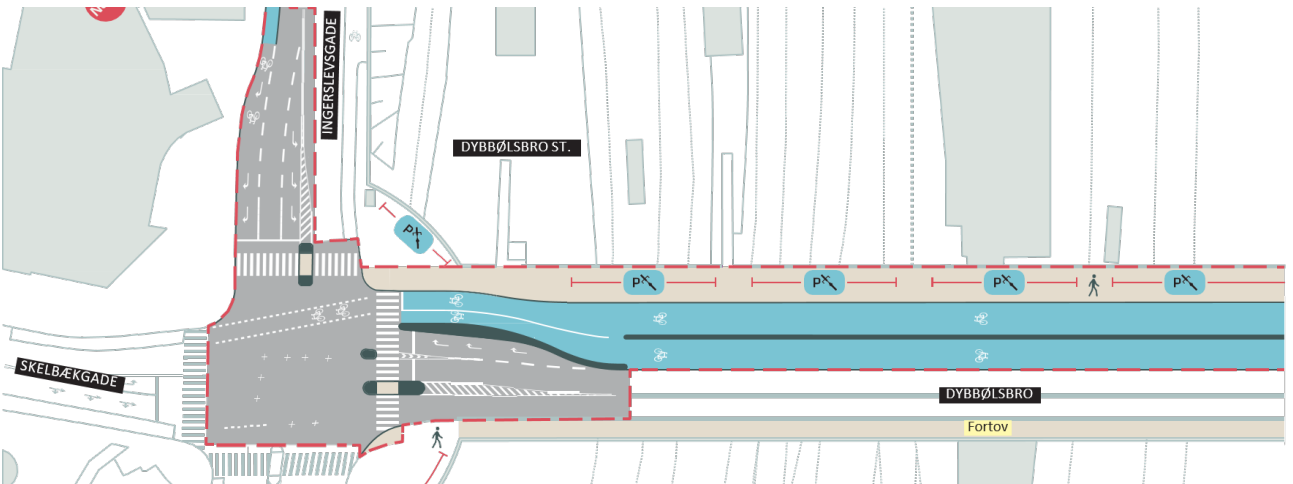 INGERSLEVSGADE
DYBBØLSBRO ST.
P
P
P
P
P
SKELBÆKGADE
DYBBØLSBRO
Fortov